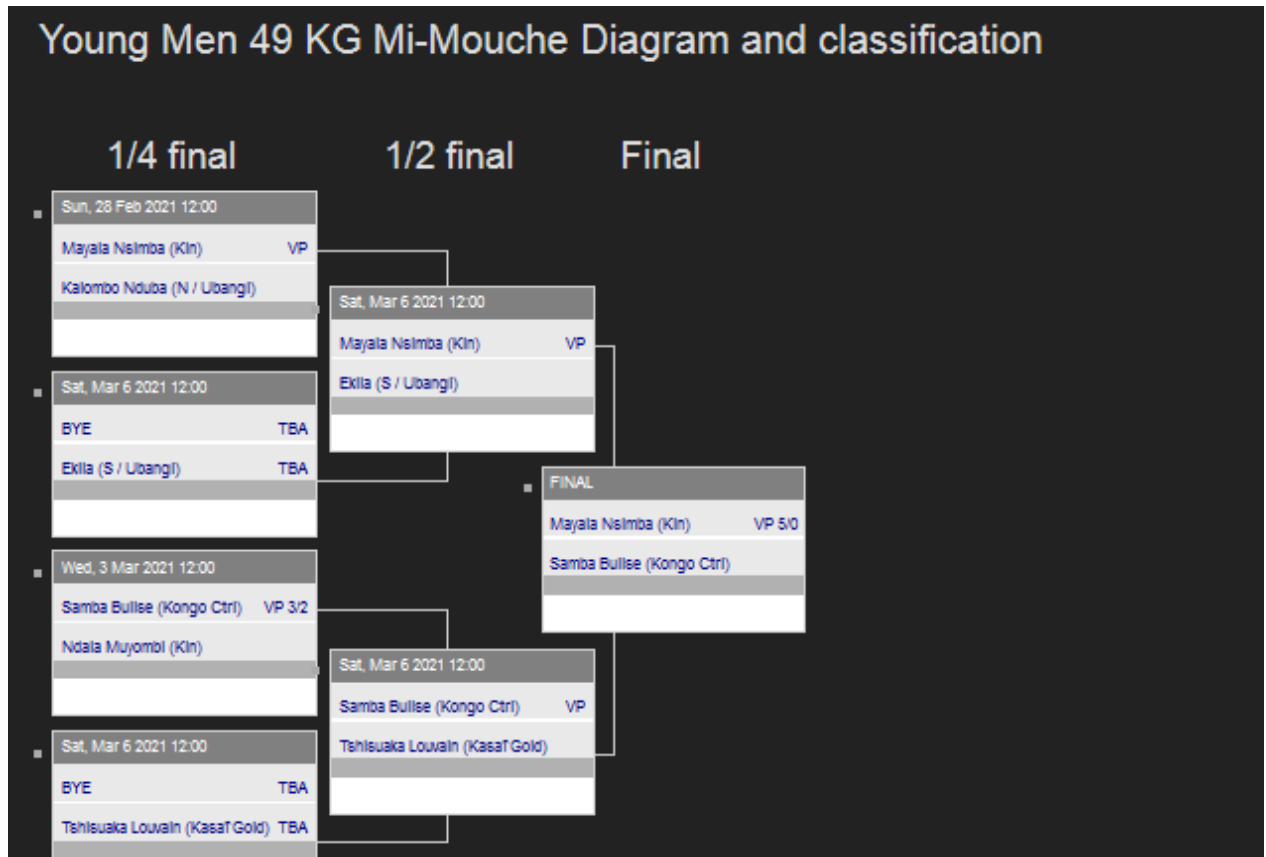 Young Men 49 KG Mi-Mouche Diagram and classification
1/4 final
1/2 final
Final
Sun, 28 Feb 2021 12:00
Mayala Nsimba (Kin) VP
Kalombo Nduba (N / Ubangi)
Sat, Mar 6 2021 12:00
BYE TBA
Ekila (S / Ubangi) TBA
Wed, 3 Mar 2021 12:00
Samba Bulise (Kongo Ctrl) VP 3/2
Ndala Muyombi (Kin)
Sat, Mar 6 2021 12:00
BYE TBA
Tshisuaka Louvain (Kasaï Gold) TBA
Sat, Mar 6 2021 12:00
Mayala Nsimba (Kin) VP
Ekila (S / Ubangi)
Sat, Mar 6 2021 12:00
Samba Bulise (Kongo Ctrl) VP
Tshisuaka Louvain (Kasaï Gold)
FINAL
Mayala Nsimba (Kin) VP 5/0
Samba Bulise (Kongo Ctrl)